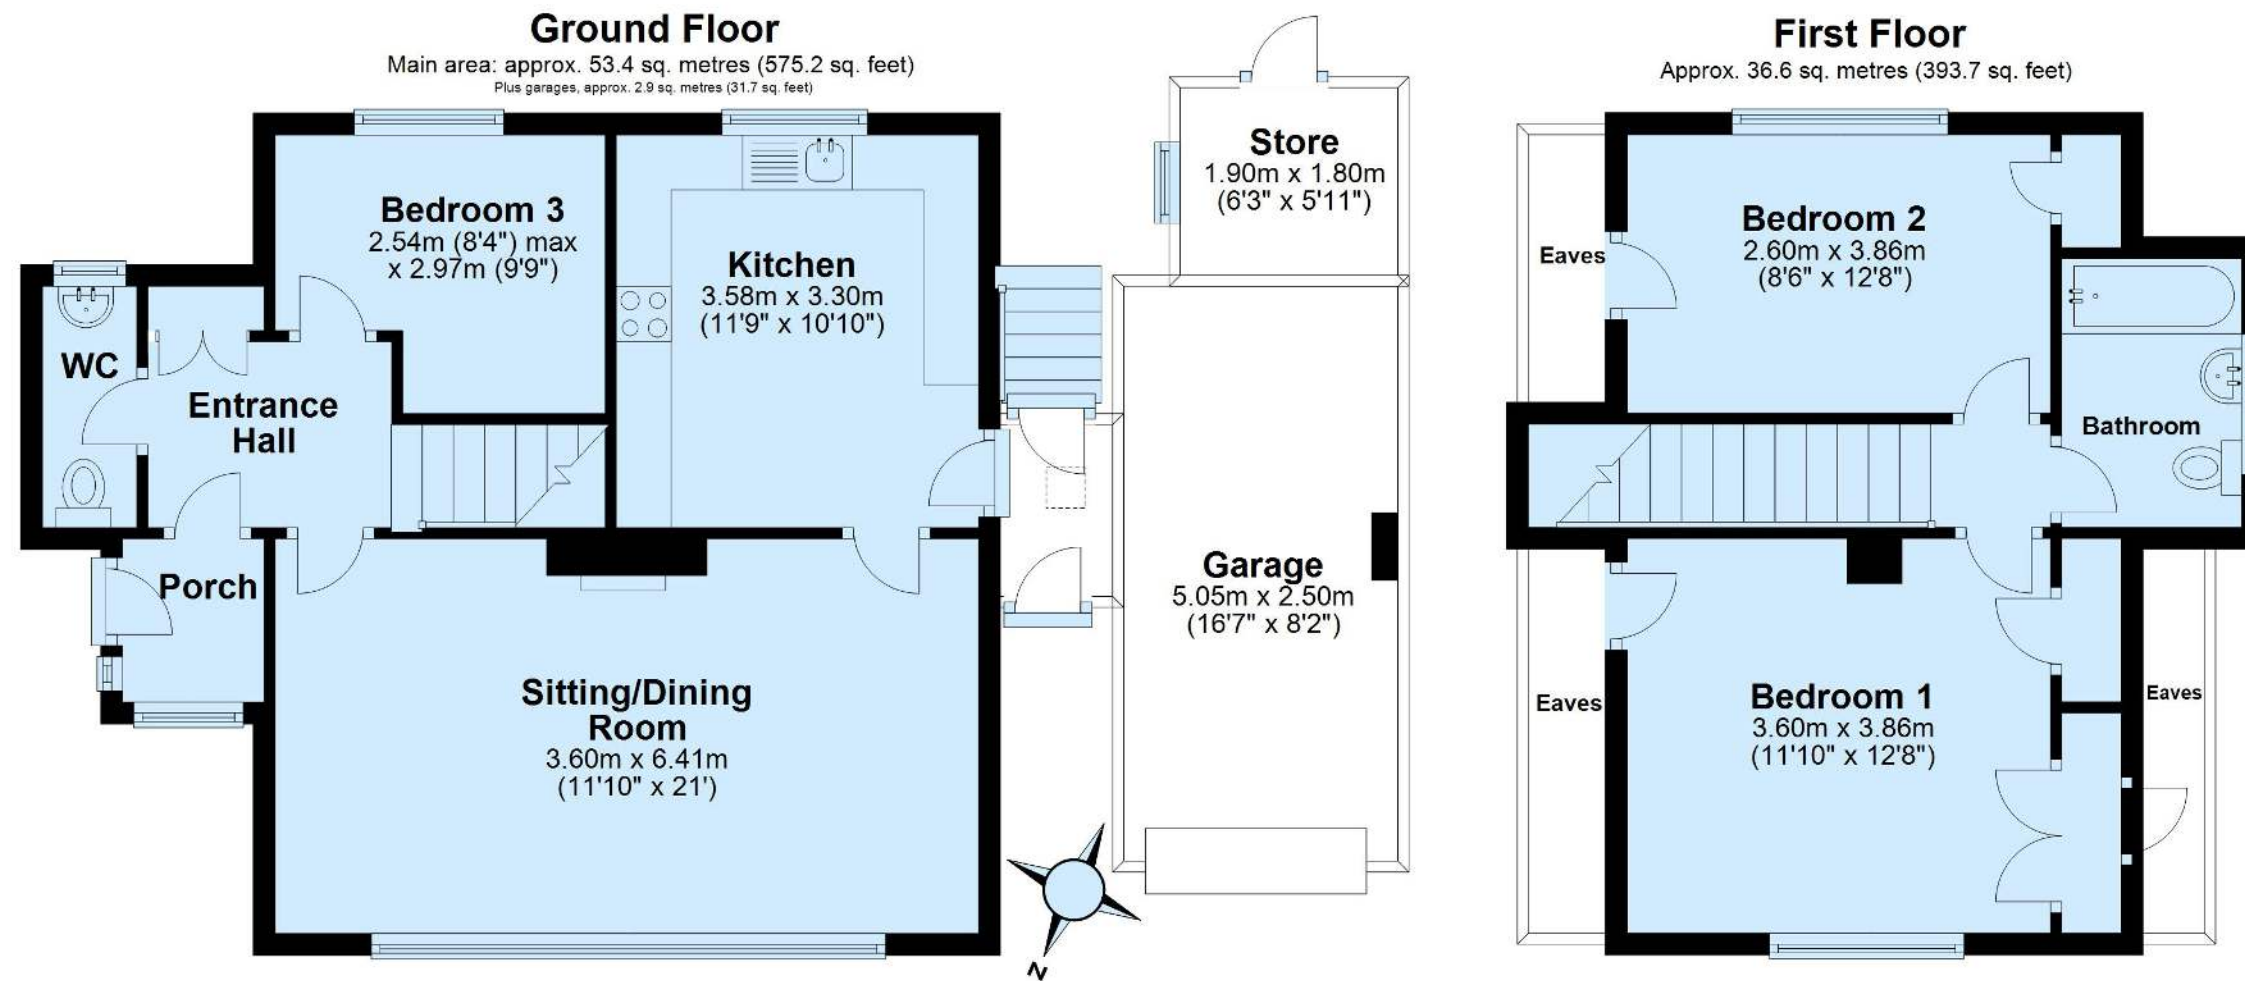 Ground Floor
Main area: approx. 53.4 sq. metres (575.2 sq. feet)
Plus garages, approx. 2.9 sq. metres (31.7 sq. feet)
First Floor
Approx. 36.6 sq. metres (393.7 sq. feet)
Store
1.90m x 1.80m
(6'3" x 5'11")
Bedroom 3
2.54m (8'4") max
x 2.97m (9'9")
Kitchen
3.58m x 3.30m
(11'9" x 10'10")
WC
Entrance
Hall
Porch
Sitting/Dining
Room
3.60m x 6.41m
(11'10" x 21')
Garage
5.05m x 2.50m
(16'7" x 8'2")
N
Eaves
Bedroom 2
2.60m x 3.86m
(8'6" x 12'8")
Bathroom
Eaves
Bedroom 1
3.60m x 3.86m
(11'10" x 12'8")
Eaves